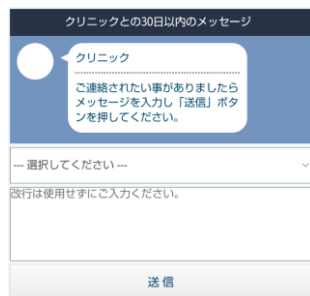 クリニックとの30日以内のメッセージ
クリニック
ご連絡されたい事がありましたら
メッセージを入力し「送信」ボタ
ンを押してください。
--- 選択してください ---
改行は使用せずにご入力ください。
送信